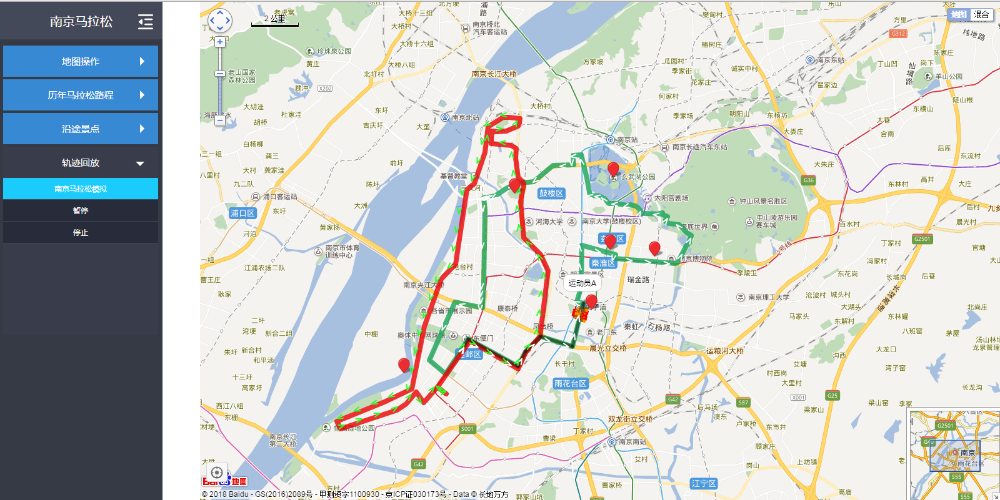 南京马拉松
地图操作
历年马拉松路程
沿途景点
轨迹回放
南京马拉松模拟
暂停
停止
2 公里
地图
混合
老虎窝
大桥十三组
大桥村
南京桥北
汽车客运站
樊甸村
东山
方里
G312
纬地路
珍珠泉公园
黄庄
大桥十六组
椿树庄
陈家庄
老山国家
森林公园
大桥八组
北圩村
南京长江大桥
方家坡
瓜园村
季家街
诚实中村
南京东站
丁山凹
岗下
仙境路
羊山公园
顾冲
X202
花家庄
翟家边
何家村
陡山根
大胡洼
杜家洼
胡桥
东圩
吉庆圩
南京北站
大垄
大桥村
季家场
朝阳山
东杨坊
大巷
东横山
合南
白杨柳
龚三
南京站
南京长途汽车东站
大娄庄
后库
东流村
三一组
八里村
大村
龚家洼
前圩
基督教堂
玄武湖公园
大朱庄
G36
高井
东林村
大庄
九二队
陈圩
三汊河
浦口客运站
大洲
鼓楼区
太阳宫剧场
钟山风景名胜区
后村
浦口区
东圩
黄家场
河海大学
南京大学(鼓楼校区)
海底世界
中山陵游乐园
赛车城
百水村
晨光村
河沿
G2501
丁家村
南京市体育
训练中心
秦淮区
南京博物院
2号线
官塘
一组
江浦农场二队
冯家村
大山
曹王庄
南京夹江大桥
瑞金路
孝陵卫
东花岗
长城岗
后巷
运动员A
耿家
各省市展示园
康泰桥
南京理工大学
沧波村
城头村
长深高速
大湖头
二圩
湾埂
新合二组
中棚
奥体中心网球馆
东便门
凤台桥
老门东
秦虹
石杨路
马家头
东解村
东林耀
北尚庄
八班窑
茅屋
朱圩
新合村
和平涵
晨光立交桥
运粮河大桥
大龙口
汤山林场
龙泉管理
沟西
长干村
艾塘
湾子窑
十三圩
高家圩
雨花台区
村西岗
大里村
长龙沟
西江八组
东棚
G42
S87
X001
G25
后马场
澳东
梁家山
梁山窑
李家
双龙街立交桥
S001
丁家村
卢家桥
东市井
曹梁
南京长江
第三大桥
南京南站
顾家庄
G42
艾村
岗山
上坊镇
曹家桥
江宁区
高庙
郭家山坑
G2501
南京
雨花台区
S55
S55
Baidu地图
© 2018 Baidu - GS(2016)2089号 - 甲测资字1100930 - 京ICP证030173号 - Data © 长地万方